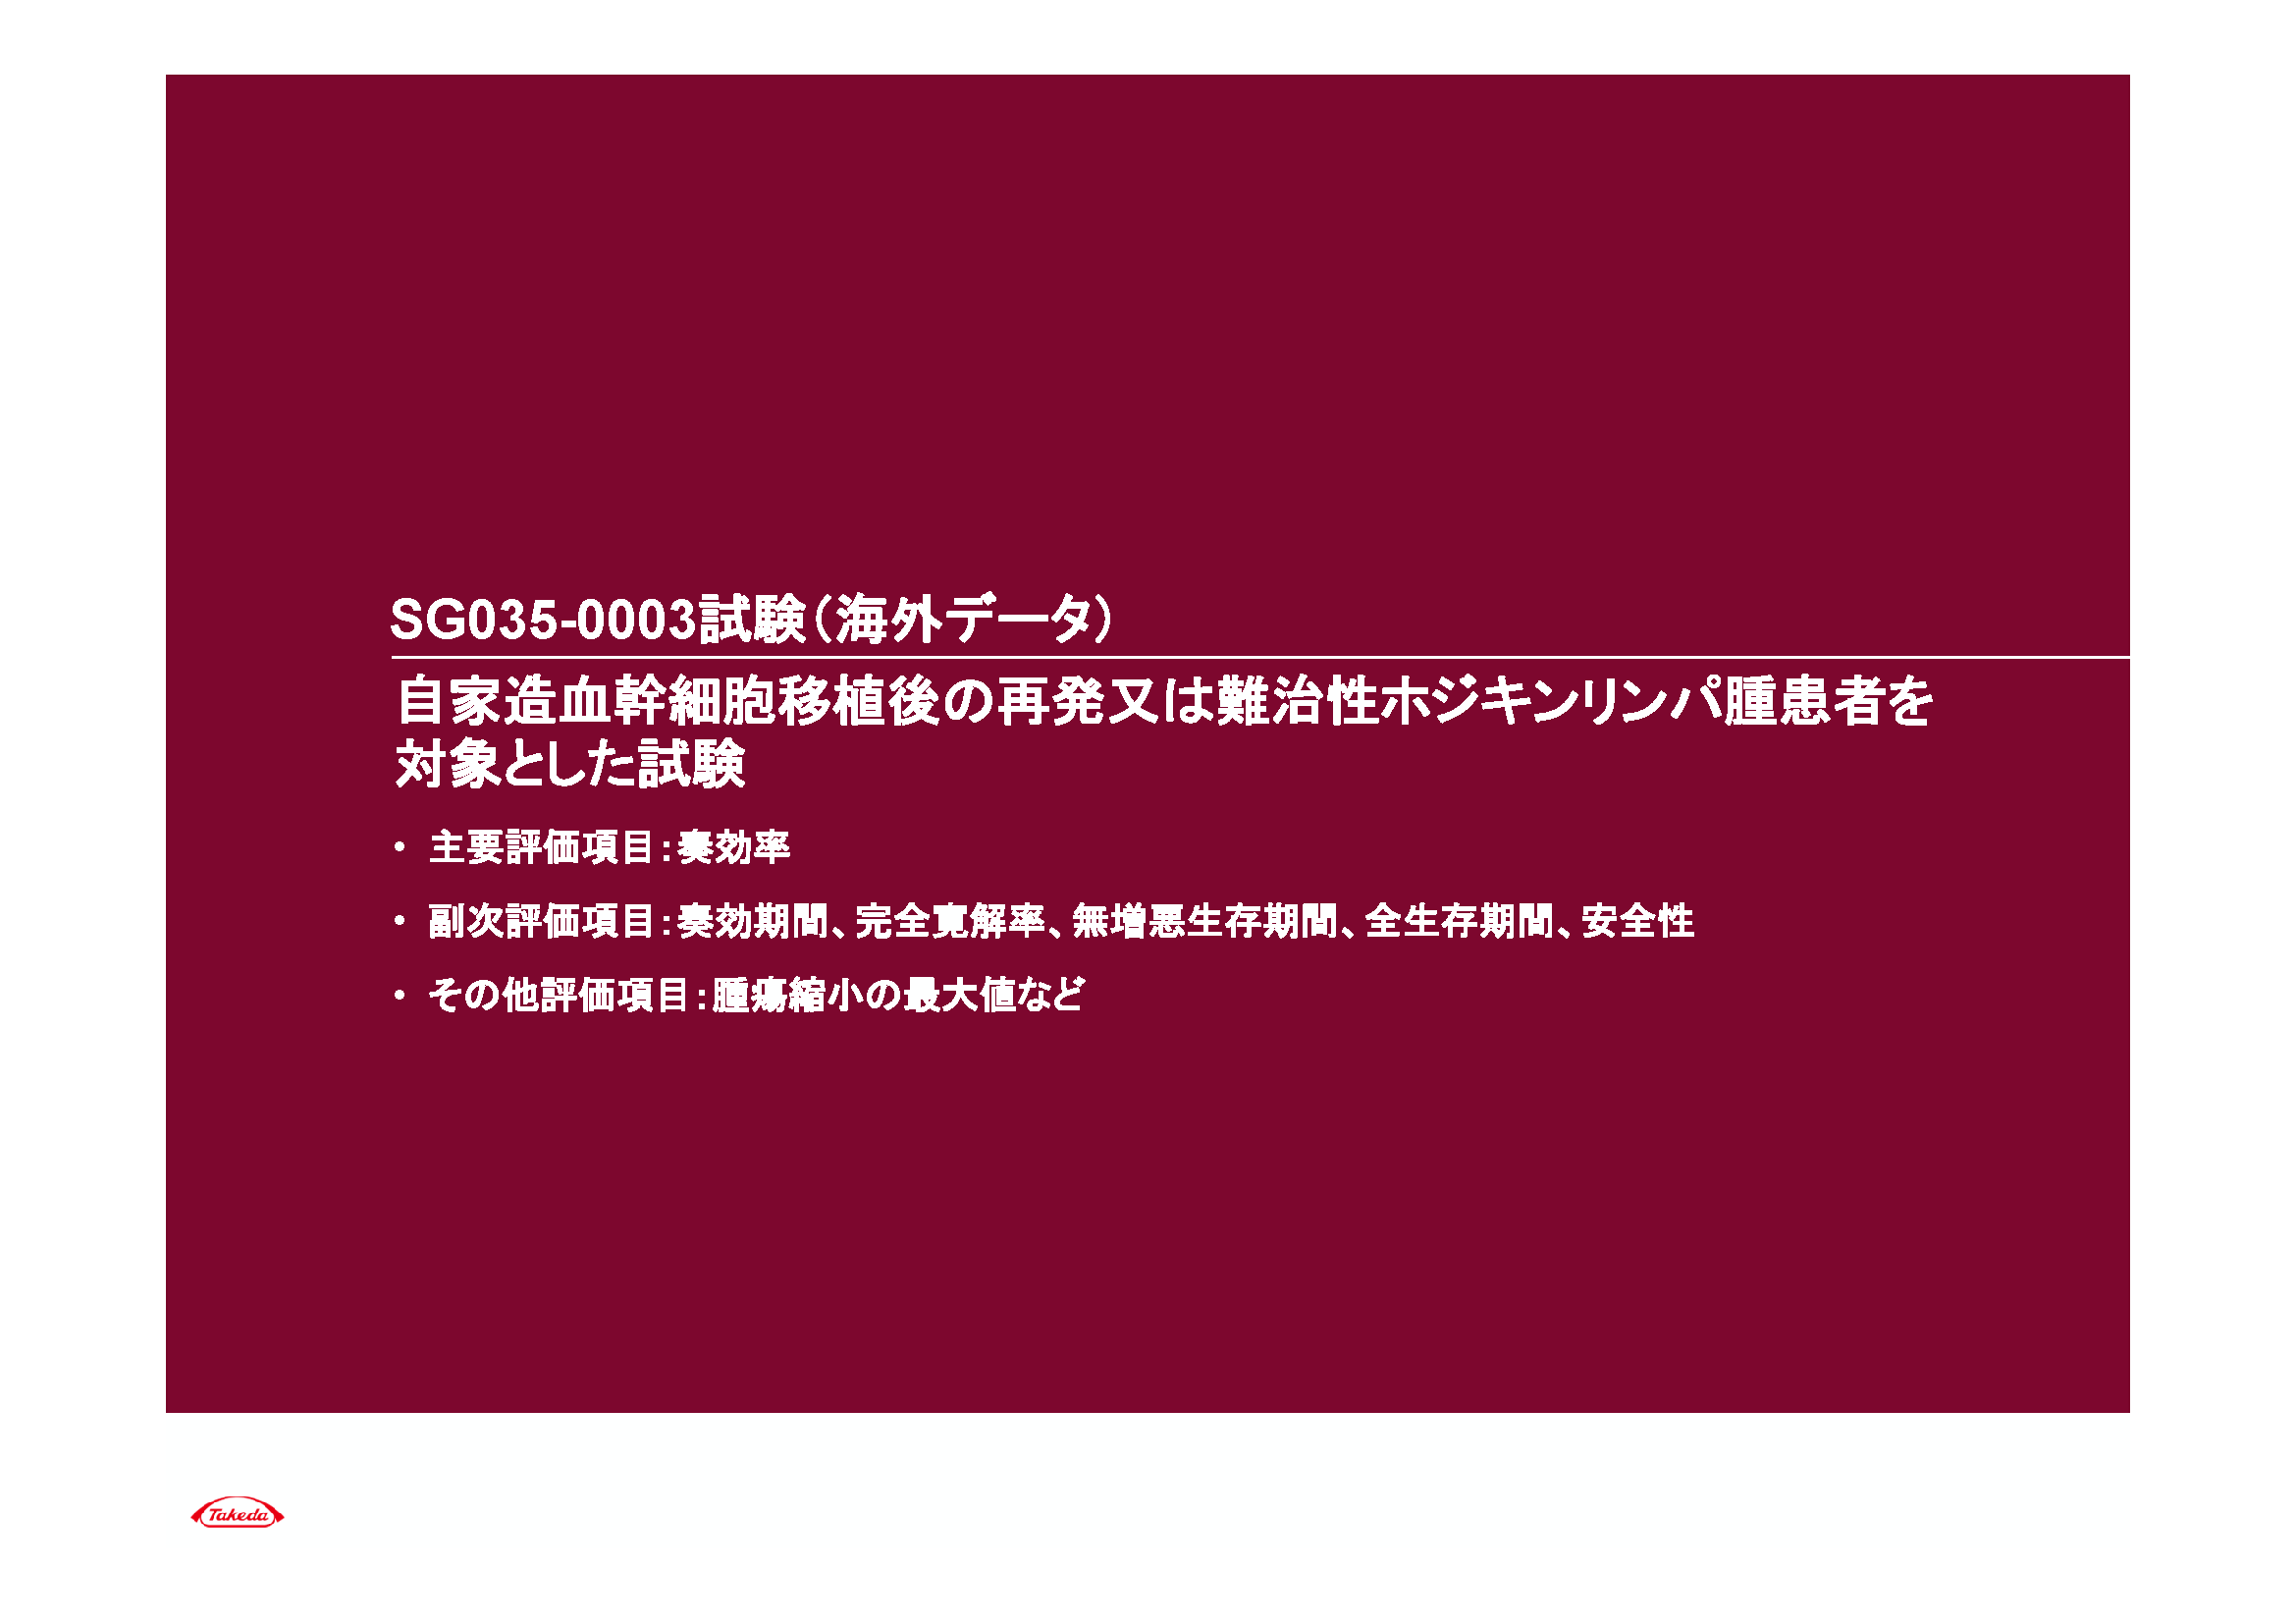 SG035-0003試験（海外データ）
自家造血幹細胞移植後の再発又は難治性ホジキンリンパ腫患者を
対象とした試験
• 主要評価項目：奏効率
• 副次評価項目：奏効期間、完全寛解率、無増悪生存期間、全生存期間、安全性
• その他評価項目：腫瘍縮小の最大値など
Takeda